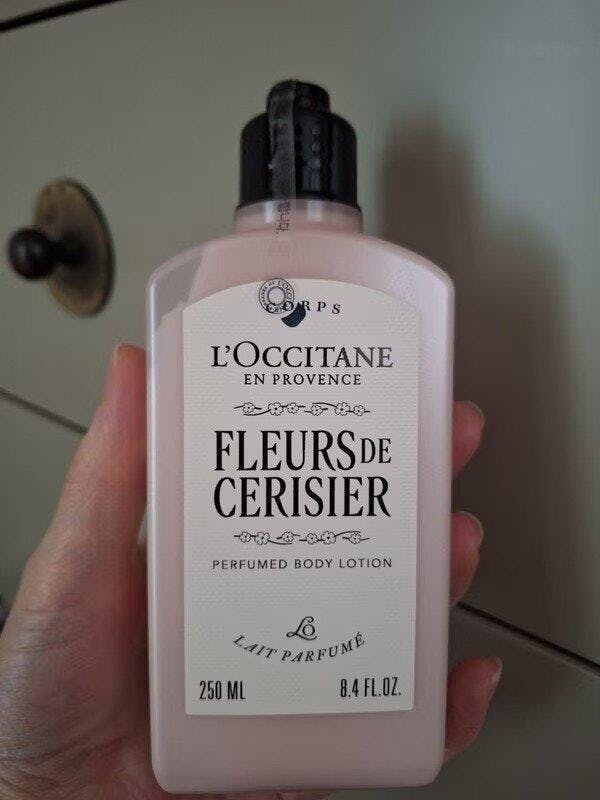 CORPS
L'OCCITANE
EN PROVENCE
FLEURS DE
CERISIER
PERFUMED BODY LOTION
LO
LAIT PARFUMÉ
250 ML 8,4 FL.OZ.